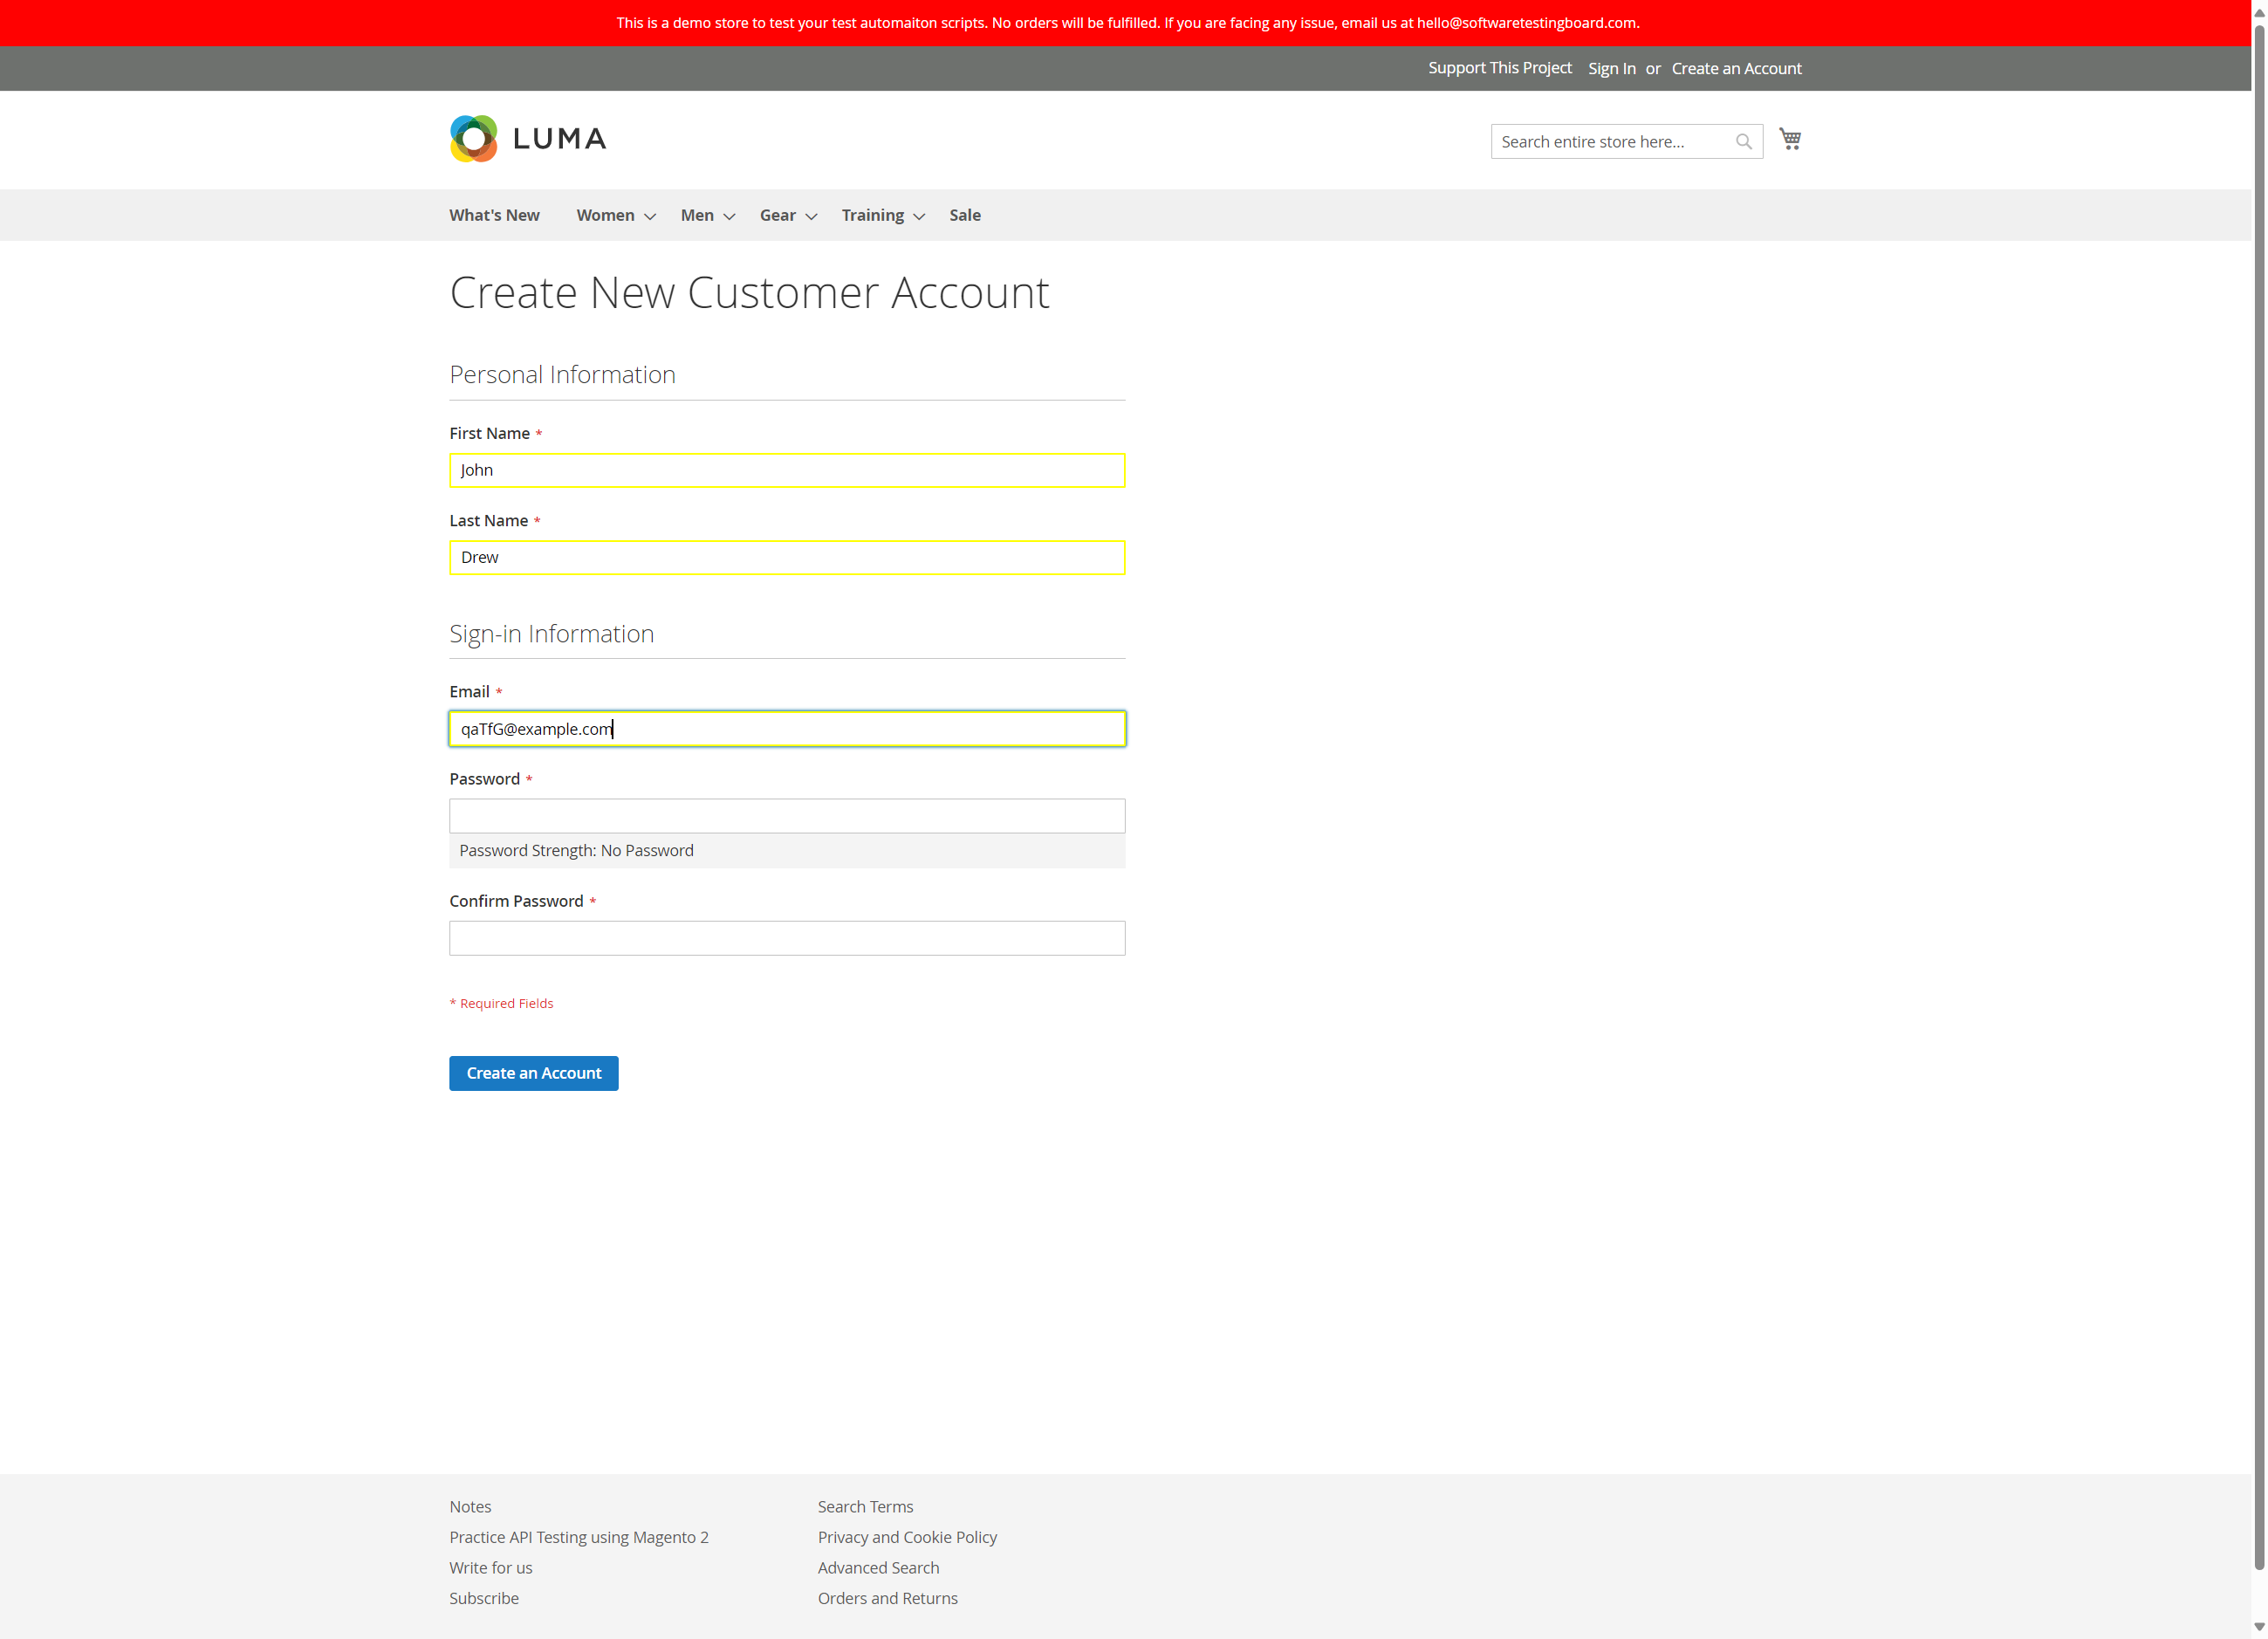 This is a demo store to test your test automaiton scripts. No orders will be fulfilled. If you are facing any issue, email us at hello@softwaretestingboard.com.
Support This Project Sign In or Create an Account
LUMA
Search entire store here...
What's New Women Men Gear Training Sale
Create New Customer Account
Personal Information
First Name *
John
Last Name *
Drew
Sign-in Information
Email *
qaTfG@example.com
Password *
Password Strength: No Password
Confirm Password *
* Required Fields
Create an Account
Notes
Practice API Testing using Magento 2
Write for us
Subscribe
Search Terms
Privacy and Cookie Policy
Advanced Search
Orders and Returns